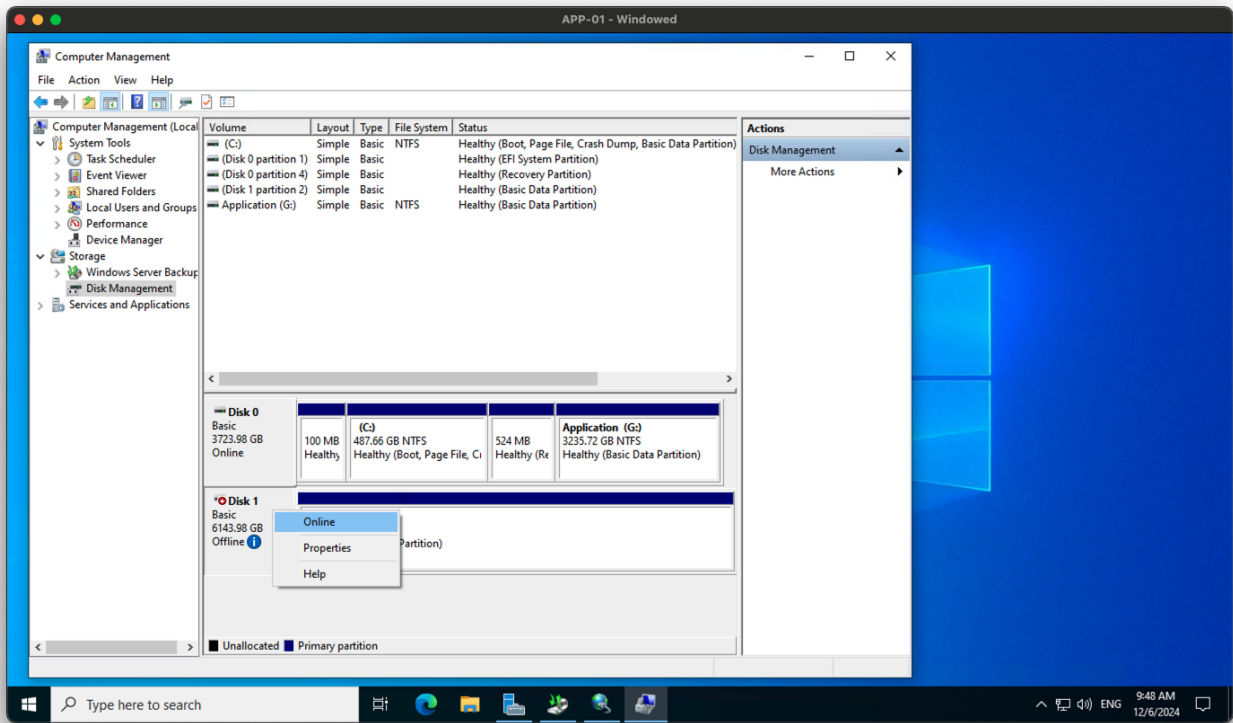 APP-01 - Windowed
Computer Management
File Action View Help
Computer Management (Local
System Tools
Task Scheduler
Event Viewer
Shared Folders
Local Users and Groups
Performance
Device Manager
Storage
Windows Server Backup
Disk Management
Services and Applications
Volume Layout Type File System Status
(C:) Simple Basic NTFS Healthy (Boot, Page File, Crash Dump, Basic Data Partition)
(Disk 0 partition 1) Simple Basic Healthy (EFI System Partition)
(Disk 0 partition 4) Simple Basic Healthy (Recovery Partition)
(Disk 1 partition 2) Simple Basic Healthy (Basic Data Partition)
Application (G:) Simple Basic NTFS Healthy (Basic Data Partition)
Disk 0
Basic
3723.98 GB
Online
100 MB
Healthy
(C:)
487.66 GB NTFS
Healthy (Boot, Page File, Cr
524 MB
Healthy (Re
Application (G:)
3235.72 GB NTFS
Healthy (Basic Data Partition)
Disk 1
Basic
6143.98 GB
Offline
Partition)
Online
Properties
Help
Unallocated Primary partition
Actions
Disk Management
More Actions
Type here to search
ENG
9:48 AM
12/6/2024